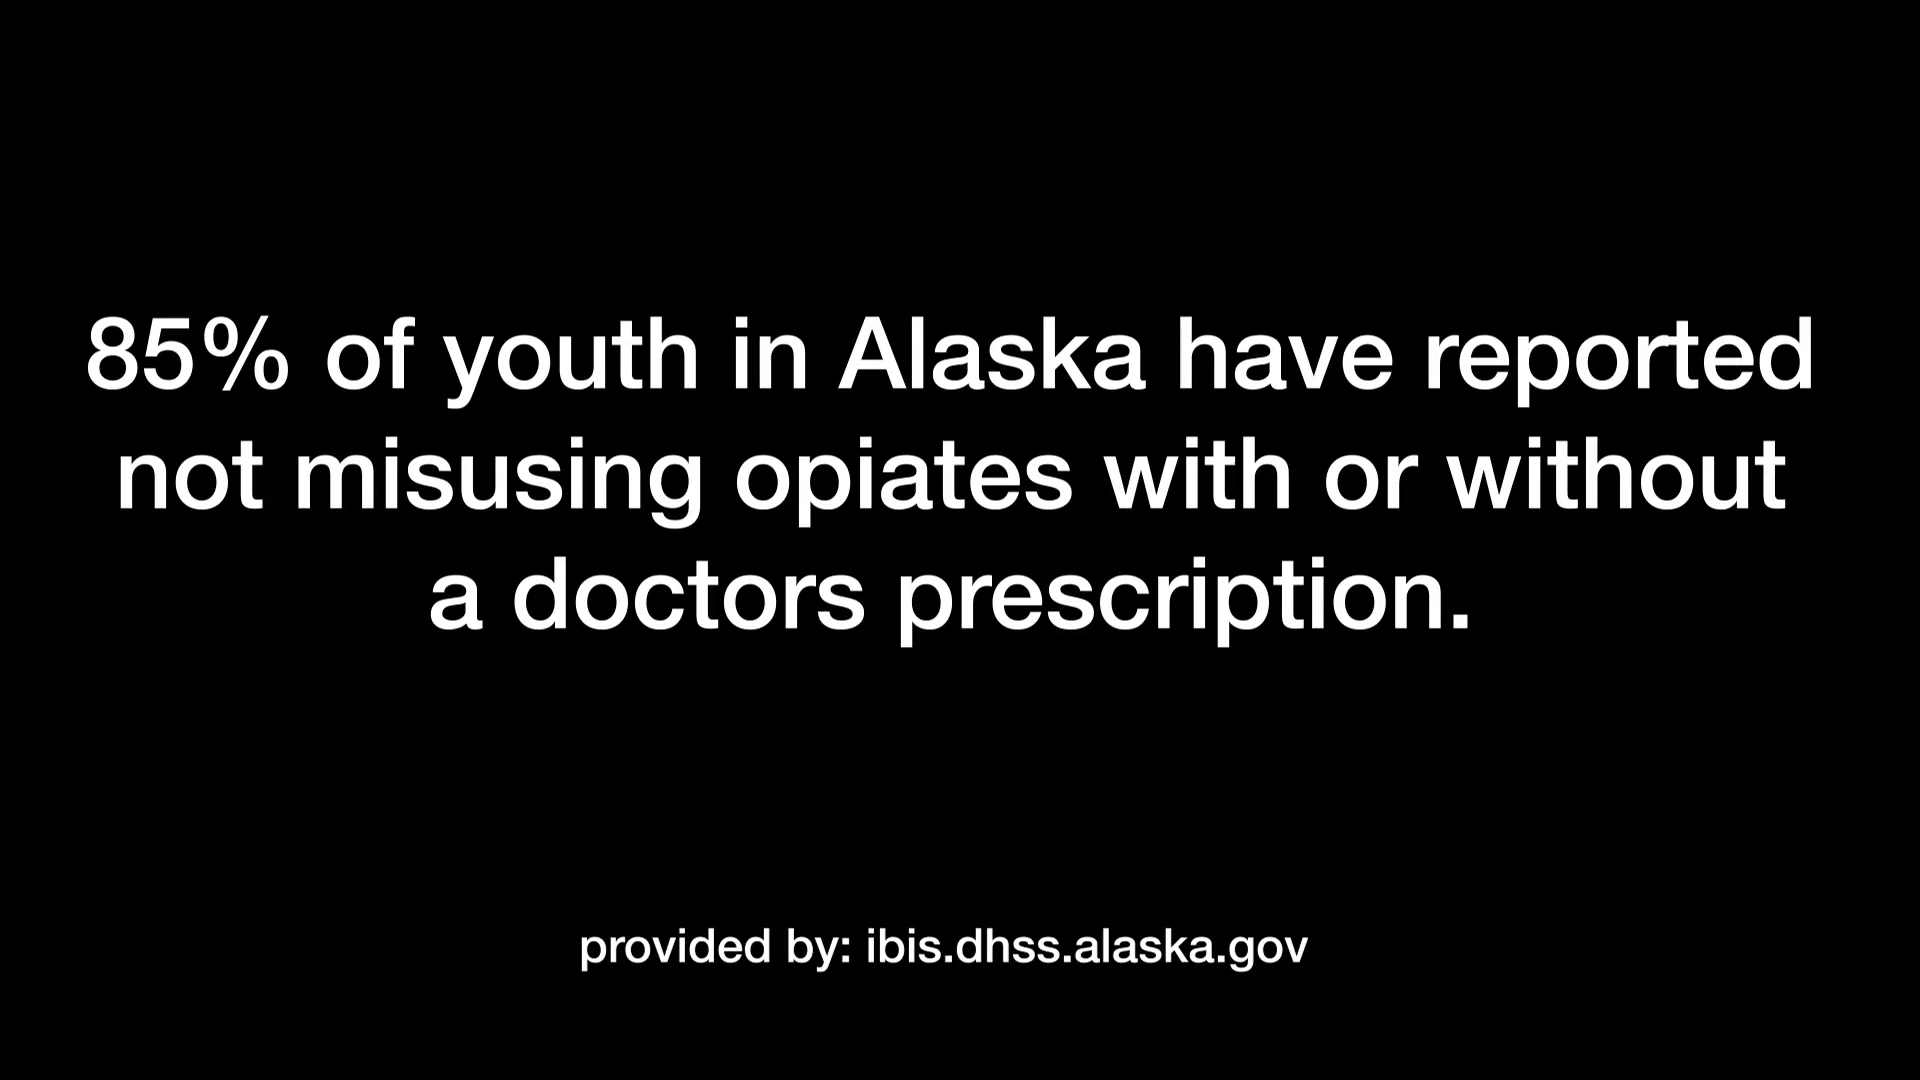 85% of youth in Alaska have reported
not misusing opiates with or without
a doctors prescription.
provided by: ibis.dhss.alaska.gov